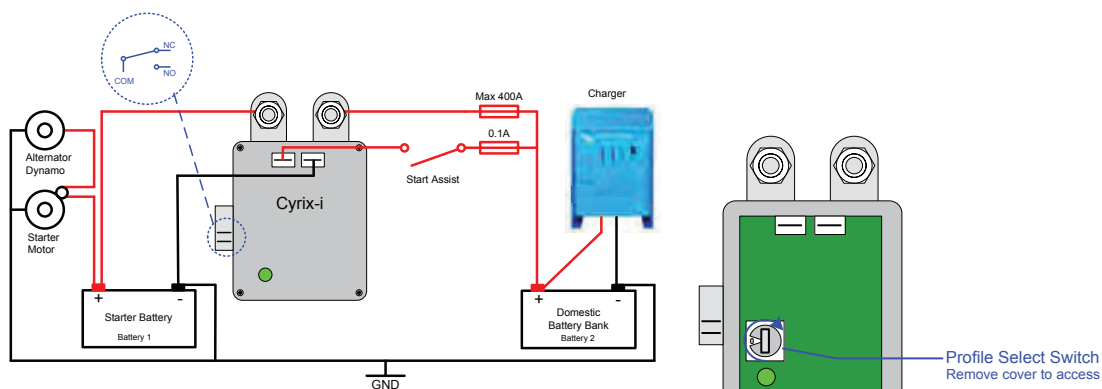 NC
COM
NO
Max 400A
Charger
0.1A
Alternator
Dynamo
Start Assist
Cyrix-i
Starter
Motor
+
-
Starter Battery
Battery 1
+
-
Domestic
Battery Bank
Battery 2
GND
0
Profile Select Switch
Remove cover to access